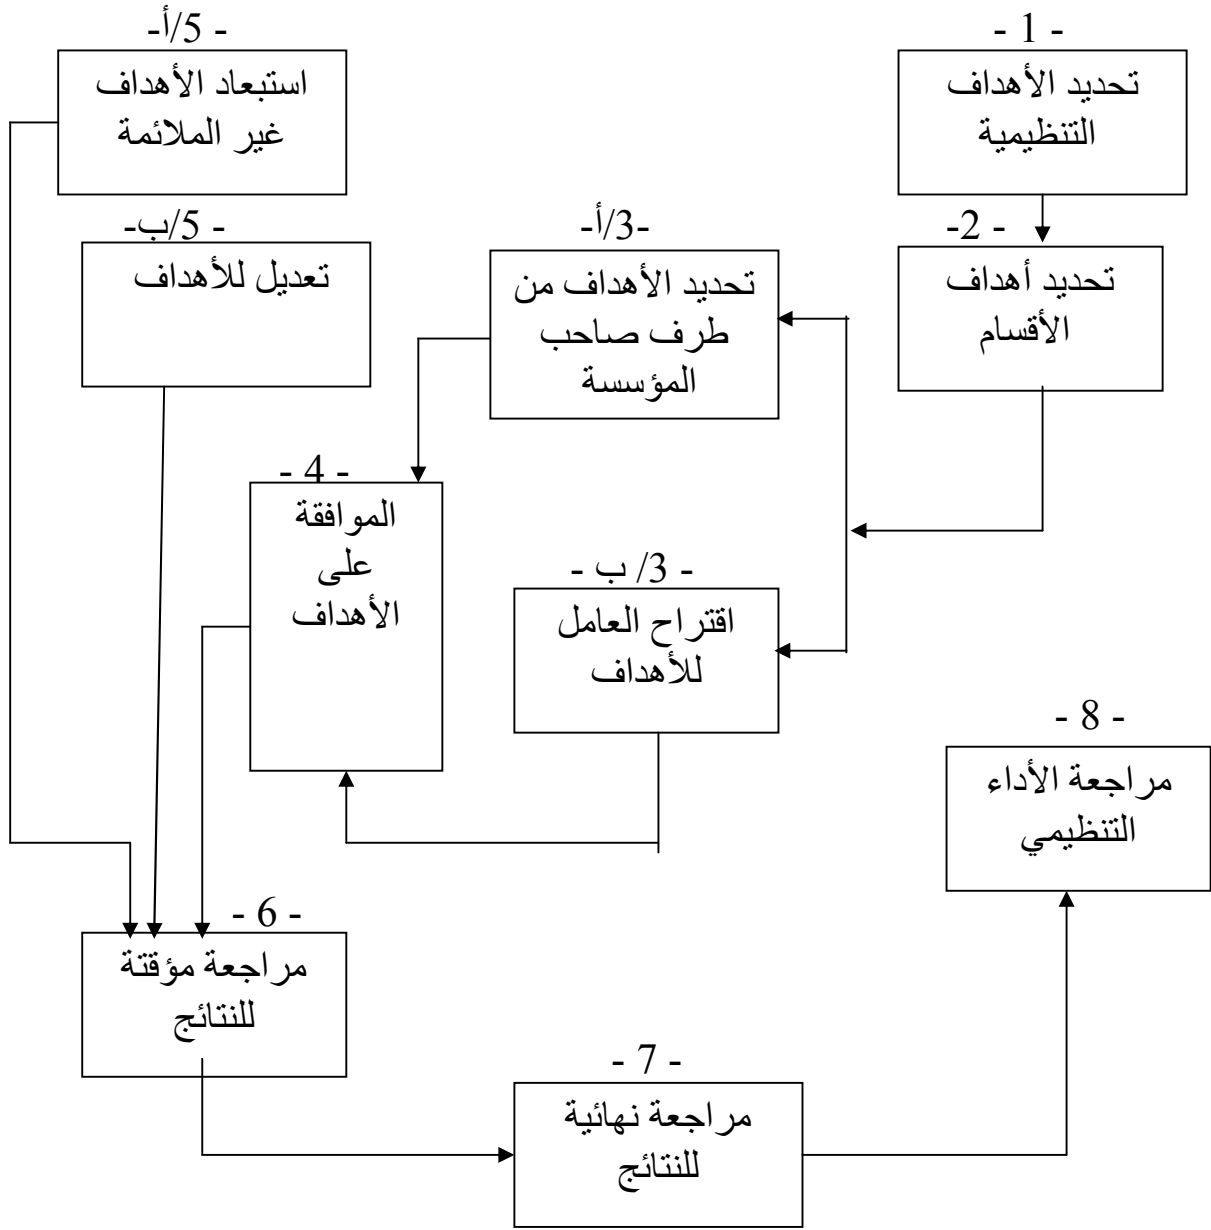 - 1 -
تحديد الأهداف
التنظيمية
-2 -
تحديد أهداف
الأقسام
-3/أ-
تحديد الأهداف من
طرف صاحب
المؤسسة
- 3/ ب -
اقتراح العامل
للأهداف
- 4 -
الموافقة
على
الأهداف
- 5/أ-
استبعاد الأهداف
غير الملائمة
- 5/ب-
تعديل للأهداف
- 6 -
مراجعة مؤقتة
للنتائج
- 7 -
مراجعة نهائية
للنتائج
- 8 -
مراجعة الأداء
التنظيمي